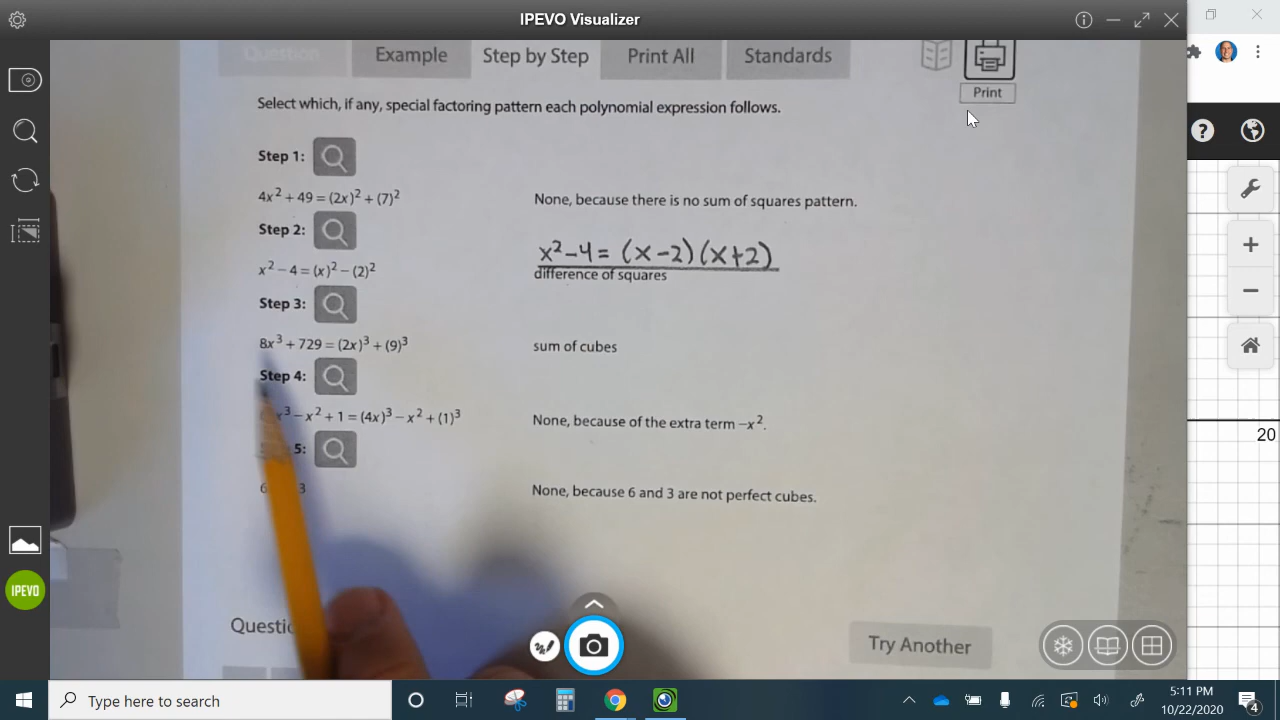 IPEVO Visualizer
Question Example Step by Step Print All Standards
Print
Select which, if any, special factoring pattern each polynomial expression follows.
Step 1:
4x² + 49 = (2x)² + (7)² None, because there is no sum of squares pattern.
Step 2:
x² – 4 = (x – 2)(x + 2)
x² – 4 = (x)² – (2)² difference of squares
Step 3:
8x³ + 729 = (2x)³ + (9)³ sum of cubes
Step 4:
x³ – x² + 1 = (4x)³ – x² + (1)³ None, because of the extra term –x².
5:
6 3 None, because 6 and 3 are not perfect cubes.
Try Another
20
IPEVO
Type here to search
5:11 PM
10/22/2020
4